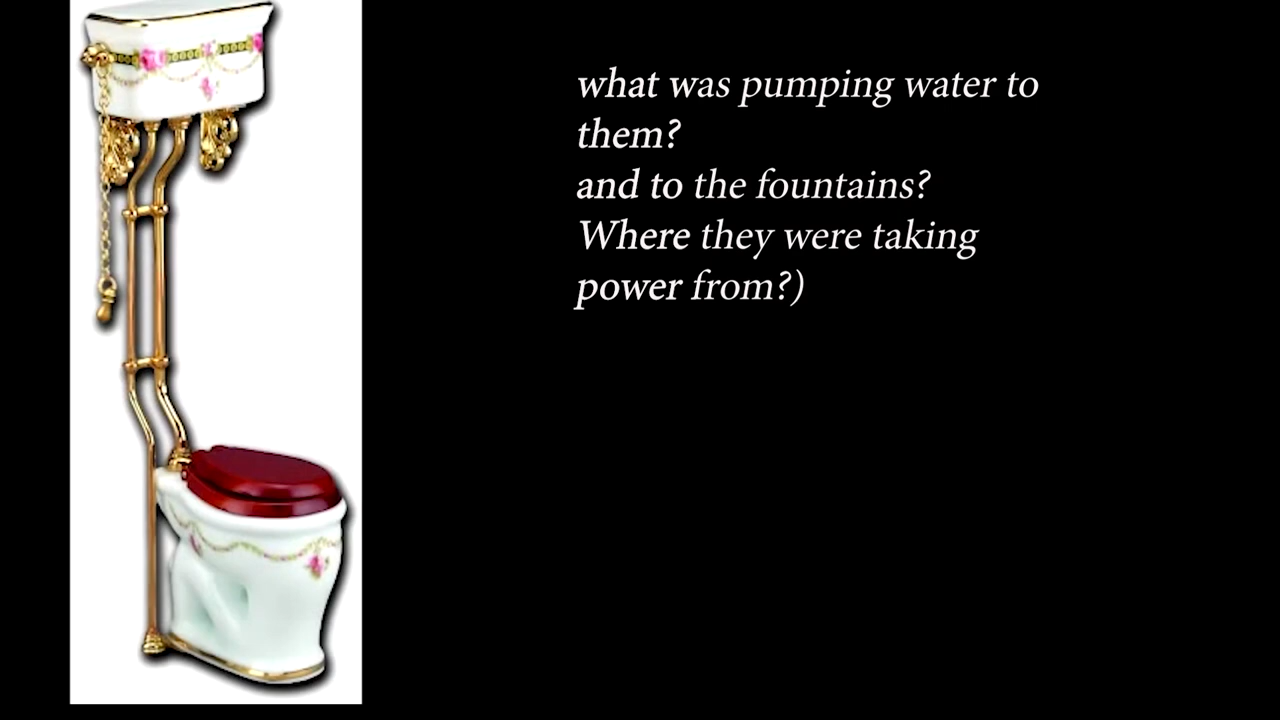 what was pumping water to
them?
and to the fountains?
Where they were taking
power from?)